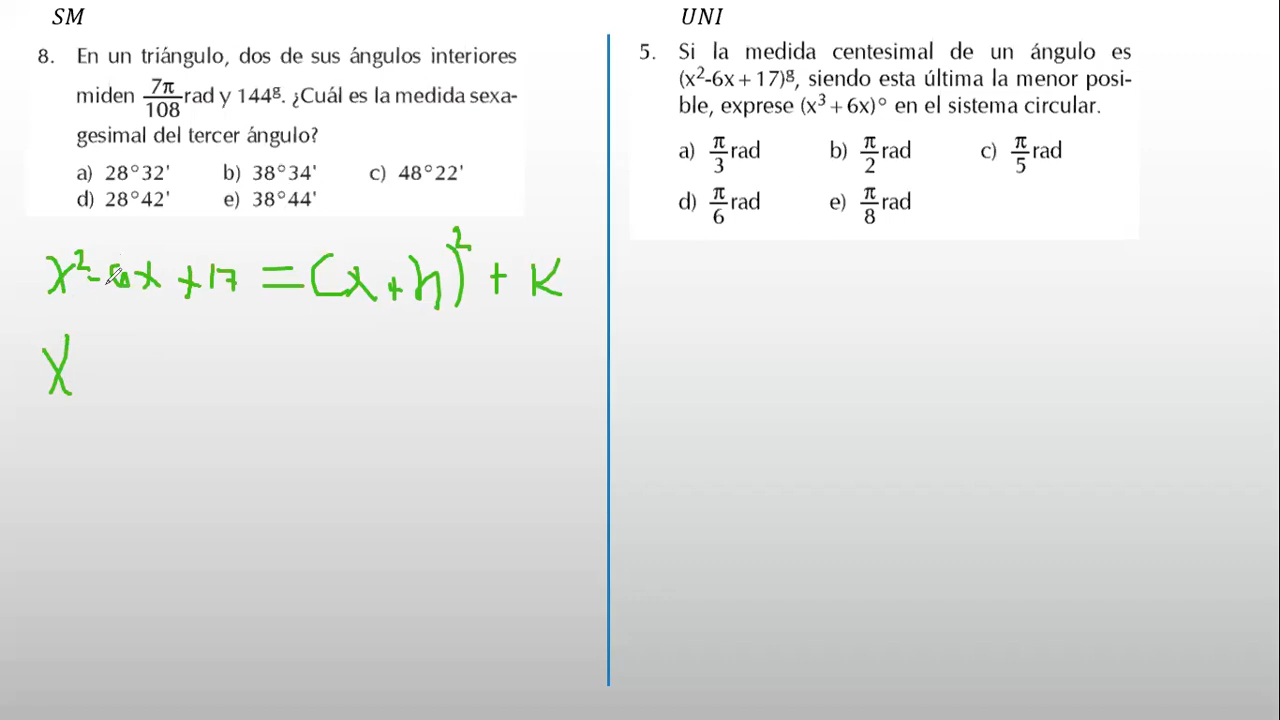 SM
8. En un triángulo, dos de sus ángulos interiores
miden 7π/108 rad y 144ᵍ. ¿Cuál es la medida sexa-
gesimal del tercer ángulo?
a) 28°32' b) 38°34' c) 48°22'
d) 28°42' e) 38°44'
x²-6x+17=(x+h)²+K
X
UNI
5. Si la medida centesimal de un ángulo es
(x²-6x+17)ᵍ, siendo esta última la menor posi-
ble, exprese (x³+6x)° en el sistema circular.
a) π/3 rad b) π/2 rad c) π/5 rad
d) π/6 rad e) π/8 rad